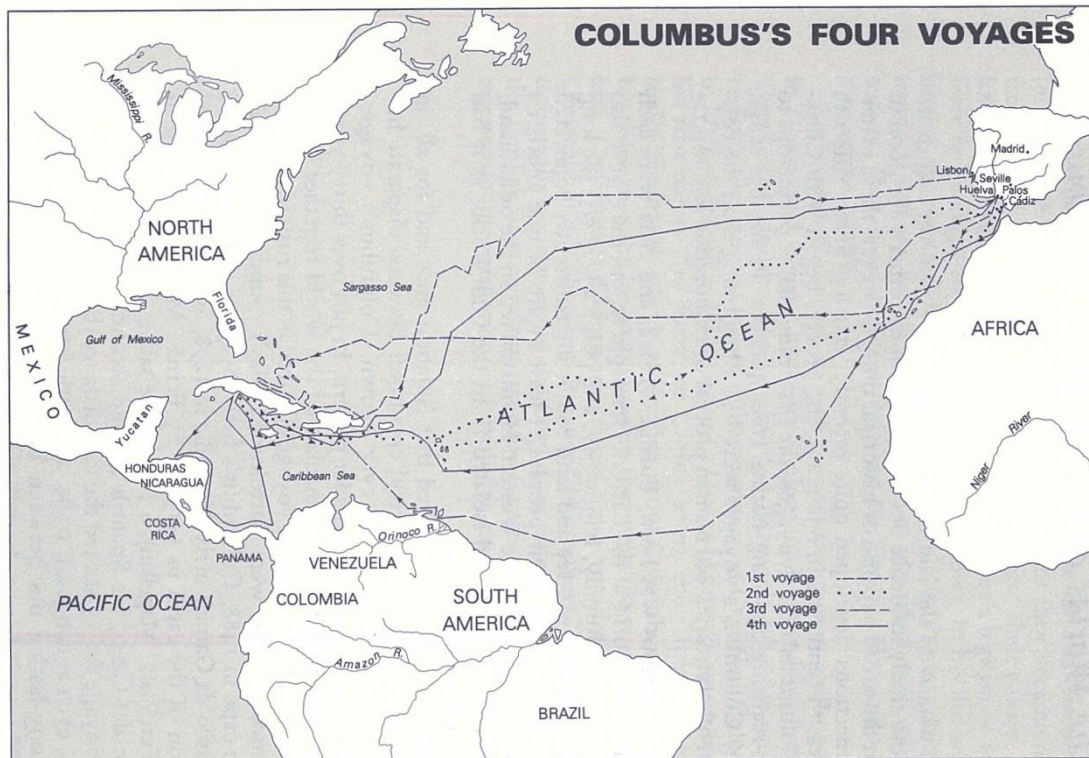 COLUMBUS'S FOUR VOYAGES
Mississippi R.
Madrid
Lisbon
Seville
Huelva
Palos
Cádiz
NORTH
AMERICA
Sargasso Sea
Florida
Gulf of Mexico
MEXICO
ATLANTIC OCEAN
AFRICA
Yucatan
Niger River
HONDURAS
NICARAGUA
Caribbean Sea
COSTA
RICA
PANAMA
Orinoco R.
VENEZUELA
COLOMBIA
PACIFIC OCEAN
SOUTH
AMERICA
1st voyage
2nd voyage
3rd voyage
4th voyage
Amazon R.
BRAZIL